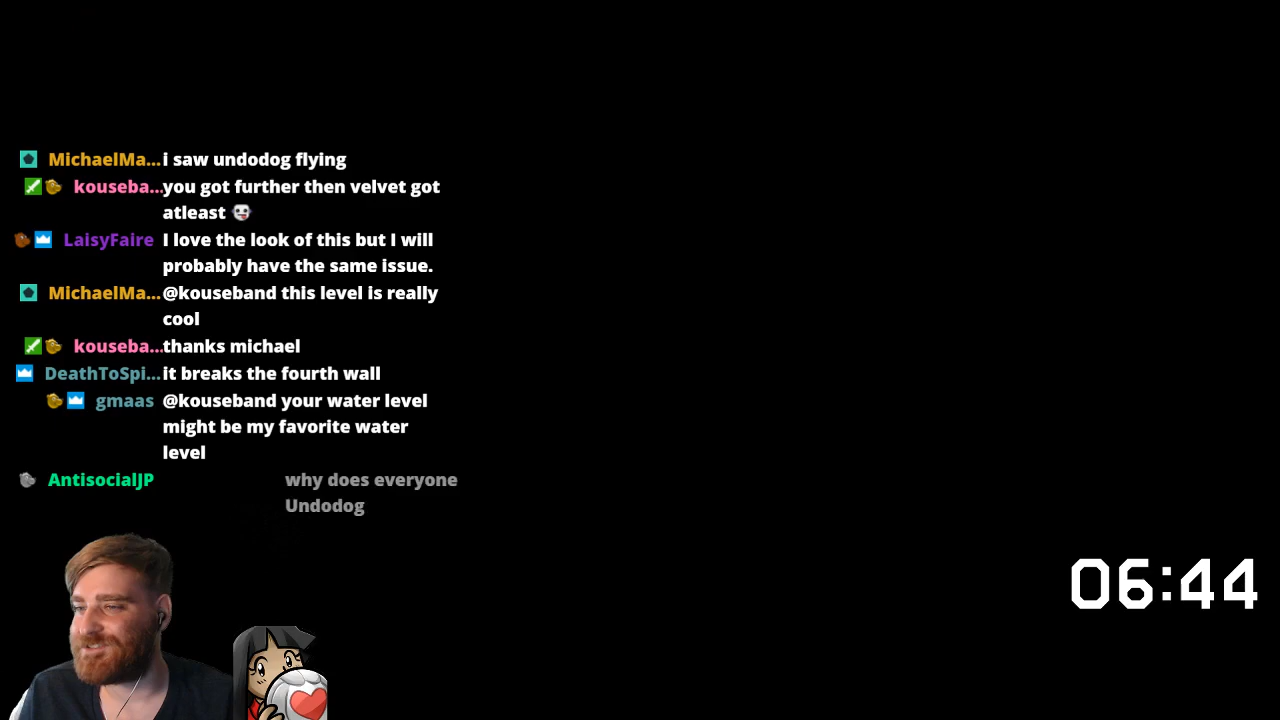 MichaelMa... i saw undodog flying
kouseba... you got further then velvet got
atleast
LaisyFaire I love the look of this but I will
probably have the same issue.
MichaelMa... @kouseband this level is really
cool
kouseba... thanks michael
DeathToSpi... it breaks the fourth wall
gmaas @kouseband your water level
might be my favorite water
level
AntisocialJP why does everyone
Undodog
06:44